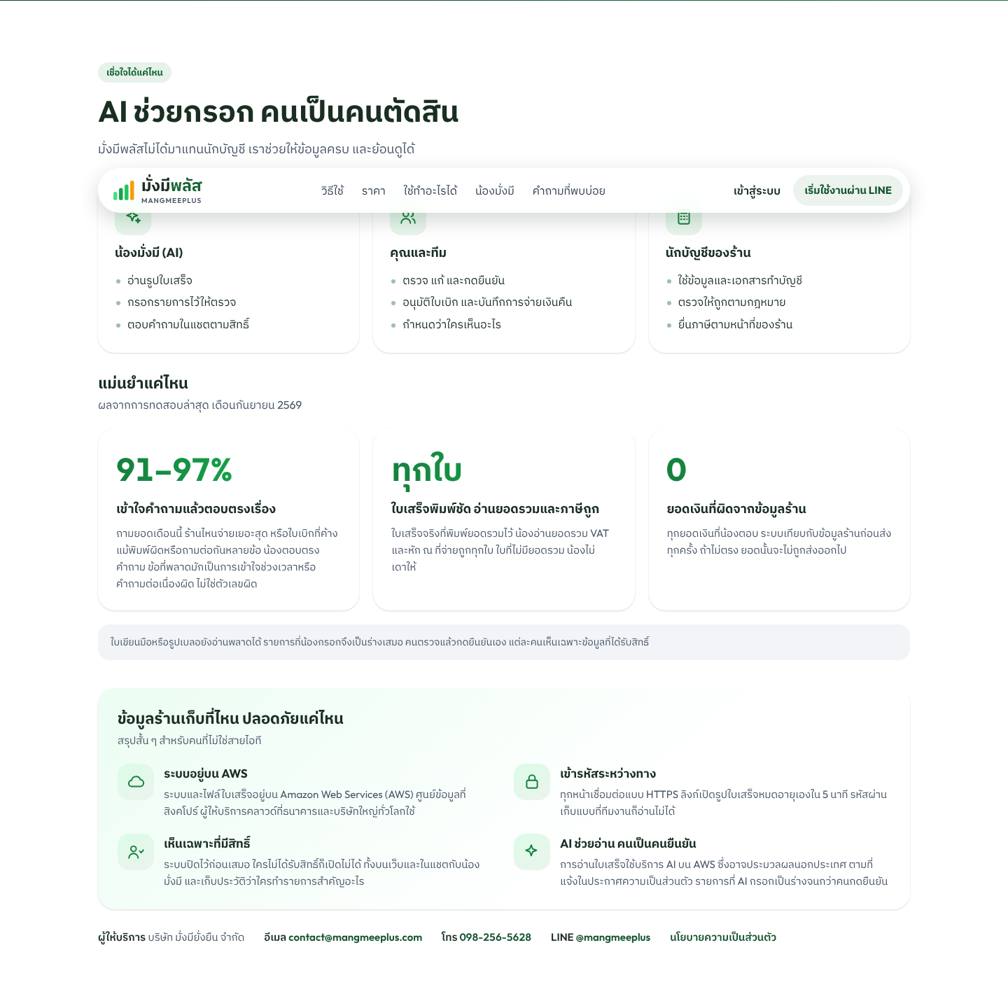 เชื่อใจได้แค่ไหน
AI ช่วยกรอก คนเป็นคนตัดสิน
มั่งมีพลัสไม่ได้มาแทนนักบัญชี เราช่วยให้ข้อมูลครบ และย้อนดูได้
มั่งมีพลัส
MANGMEEPLUS
วิธีใช้
ราคา
ใช้ทำอะไรได้
น้องมั่งมี
คำถามที่พบบ่อย
เข้าสู่ระบบ
เริ่มใช้งานผ่าน LINE
น้องมั่งมี (AI)
อ่านรูปใบเสร็จ
กรอกรายการไว้ให้ตรวจ
ตอบคำถามในแชตตามสิทธิ์
คุณและทีม
ตรวจ แก้ และกดยืนยัน
อนุมัติใบเบิก และบันทึกการจ่ายเงินคืน
กำหนดว่าใครเห็นอะไร
นักบัญชีของร้าน
ใช้ข้อมูลและเอกสารทำบัญชี
ตรวจให้ถูกตามกฎหมาย
ยื่นภาษีตามหน้าที่ของร้าน
แม่นยำแค่ไหน
ผลจากการทดสอบล่าสุด เดือนกันยายน 2569
91–97%
เข้าใจคำถามแล้วตอบตรงเรื่อง
ถามยอดเดือนนี้ ร้านไหนจ่ายเยอะสุด หรือใบเบิกที่ค้าง
แม้พิมพ์ผิดหรือถามต่อกันหลายข้อ น้องตอบตรง
คำถาม ข้อที่พลาดมักเป็นการเข้าใจช่วงเวลาหรือ
คำถามต่อเนื่องผิด ไม่ใช่ตัวเลขผิด
ทุกใบ
ใบเสร็จพิมพ์ชัด อ่านยอดรวมและภาษีถูก
ใบเสร็จจริงที่พิมพ์ยอดรวมไว้ น้องอ่านยอดรวม VAT
และหัก ณ ที่จ่ายถูกทุกใบ ใบที่ไม่มียอดรวม น้องไม่
เดาให้
0
ยอดเงินที่ผิดจากข้อมูลร้าน
ทุกยอดเงินที่น้องตอบ ระบบเทียบกับข้อมูลร้านก่อนส่ง
ทุกครั้ง ถ้าไม่ตรง ยอดนั้นจะไม่ถูกส่งออกไป
ใบเขียนมือหรือรูปเบลอยังอ่านพลาดได้ รายการที่น้องกรอกจึงเป็นร่างเสมอ คนตรวจแล้วกดยืนยันเอง แต่ละคนเห็นเฉพาะข้อมูลที่ได้รับสิทธิ์
ข้อมูลร้านเก็บที่ไหน ปลอดภัยแค่ไหน
สรุปสั้น ๆ สำหรับคนที่ไม่ใช่สายไอที
ระบบอยู่บน AWS
ระบบและไฟล์ใบเสร็จอยู่บน Amazon Web Services (AWS) ศูนย์ข้อมูลที่
สิงคโปร์ ผู้ให้บริการคลาวด์ที่ธนาคารและบริษัทใหญ่ทั่วโลกใช้
เข้ารหัสระหว่างทาง
ทุกหน้าเชื่อมต่อแบบ HTTPS ลิงก์เปิดรูปใบเสร็จหมดอายุเองใน 5 นาที รหัสผ่าน
เก็บแบบที่ทีมงานก็อ่านไม่ได้
เห็นเฉพาะที่มีสิทธิ์
ระบบปิดไว้ก่อนเสมอ ใครไม่ได้รับสิทธิ์ก็เปิดไม่ได้ ทั้งบนเว็บและในแชตกับน้อง
มั่งมี และเก็บประวัติว่าใครทำรายการสำคัญอะไร
AI ช่วยอ่าน คนเป็นคนยืนยัน
การอ่านใบเสร็จใช้บริการ AI บน AWS ซึ่งอาจประมวลผลนอกประเทศ ตามที่
แจ้งในประกาศความเป็นส่วนตัว รายการที่ AI กรอกเป็นร่างจนกว่าคนกดยืนยัน
ผู้ให้บริการ บริษัท มั่งมียั่งยืน จำกัด
อีเมล contact@mangmeeplus.com
โทร 098-256-5628
LINE @mangmeeplus
นโยบายความเป็นส่วนตัว